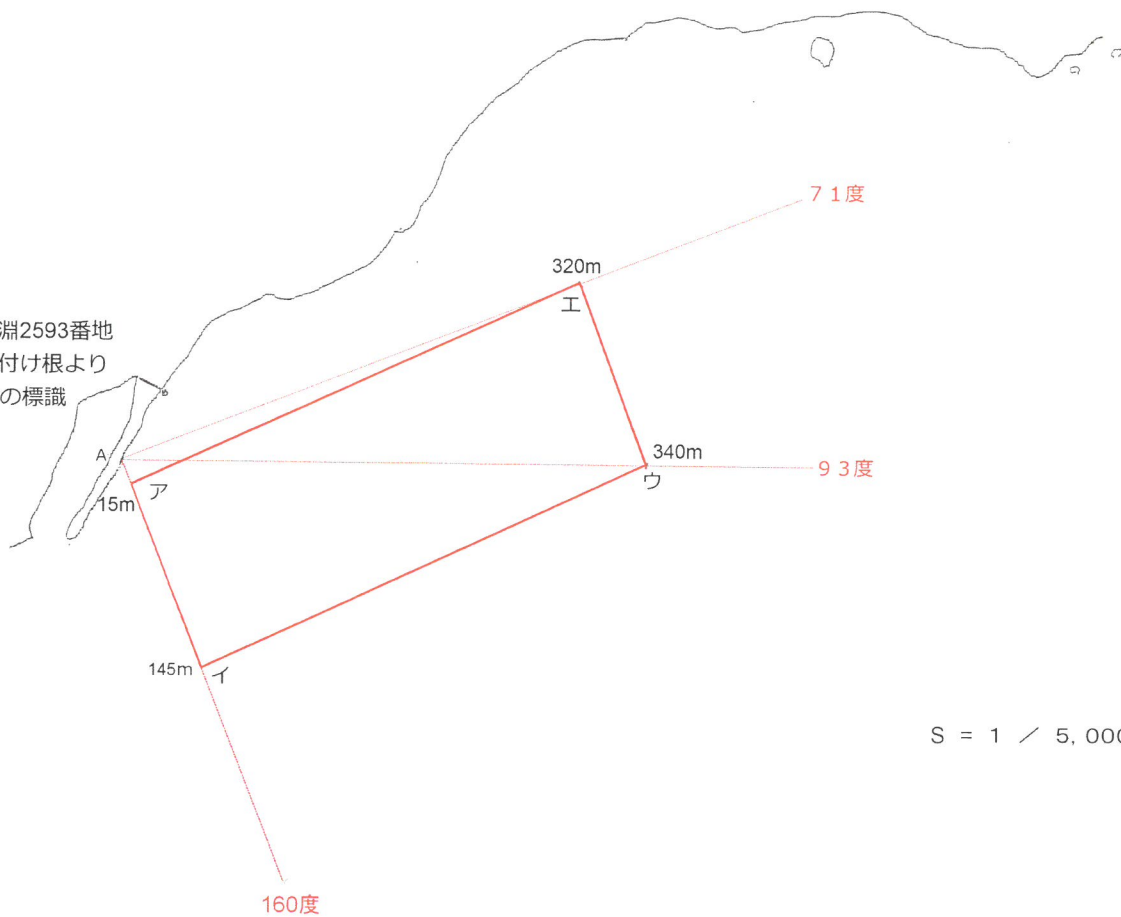 71度
320m
エ
淵2593番地
付け根より
の標識
A
340m
93度
ウ
ア
15m
145m
イ
S = 1 / 5,000
160度